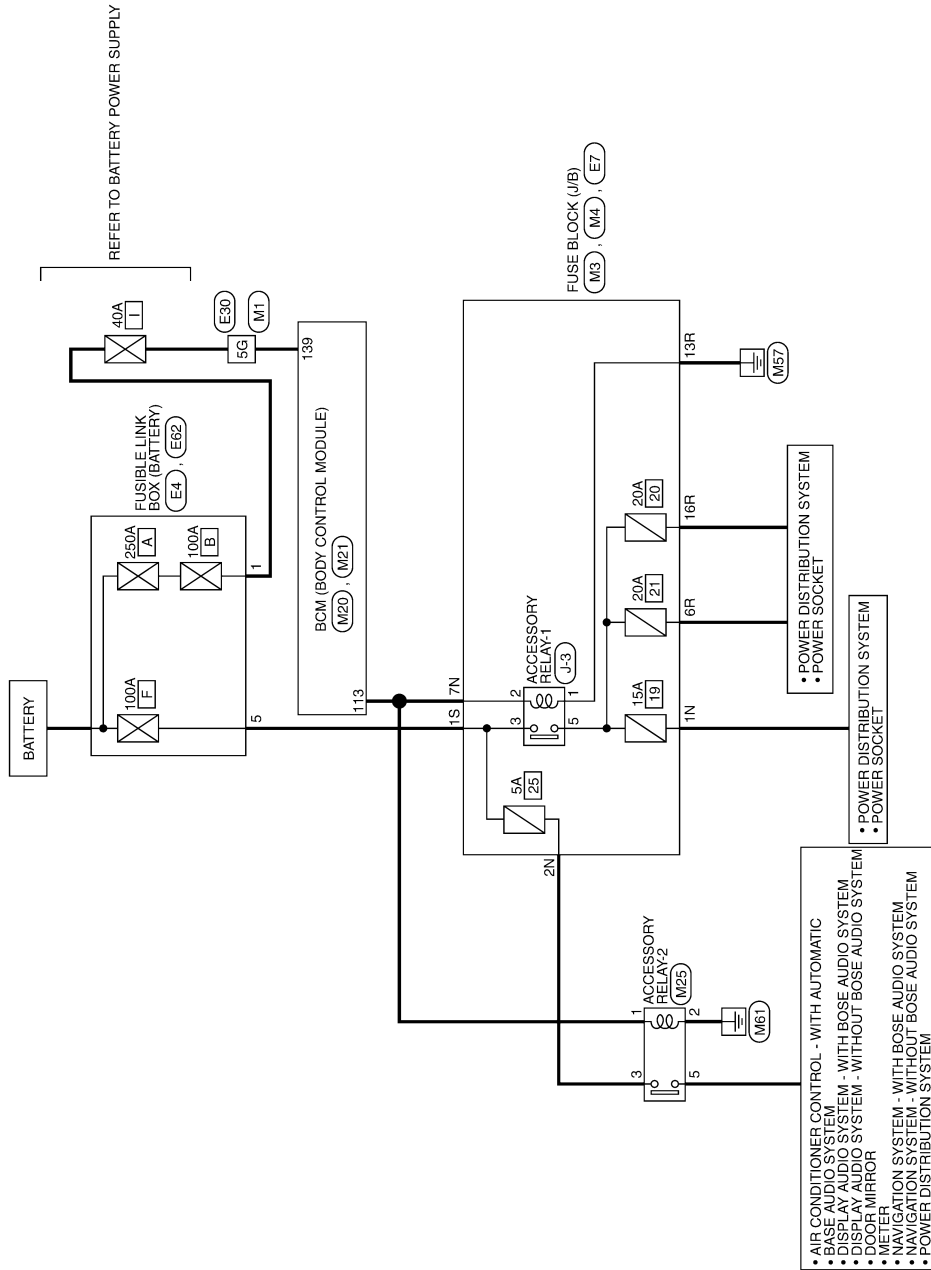 REFER TO BATTERY POWER SUPPLY
BATTERY
100A
F
250A
A
100A
B
FUSIBLE LINK
BOX (BATTERY)
E4 , E62
40A
I
5
1
5G
E30
M1
139
BCM (BODY CONTROL MODULE)
M20 , M21
113
1S
7N
FUSE BLOCK (J/B)
M3 , M4 , E7
5A
25
3
2
5
1
ACCESSORY
RELAY-1
J-3
15A
19
20A
21
20A
20
2N
1N
6R
16R
13R
M57
3
1
5
2
ACCESSORY
RELAY-2
M25
M61
• POWER DISTRIBUTION SYSTEM
• POWER SOCKET
• POWER DISTRIBUTION SYSTEM
• POWER SOCKET
• AIR CONDITIONER CONTROL - WITH AUTOMATIC
• BASE AUDIO SYSTEM
• DISPLAY AUDIO SYSTEM - WITH BOSE AUDIO SYSTEM
• DISPLAY AUDIO SYSTEM - WITHOUT BOSE AUDIO SYSTEM
• DOOR MIRROR
• METER
• NAVIGATION SYSTEM - WITH BOSE AUDIO SYSTEM
• NAVIGATION SYSTEM - WITHOUT BOSE AUDIO SYSTEM
• POWER DISTRIBUTION SYSTEM